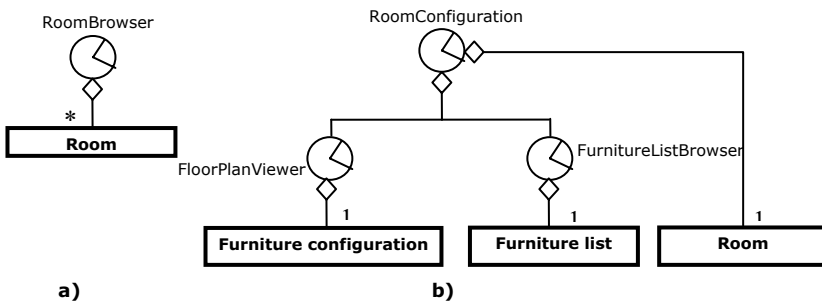 RoomBrowser
*
Room
a)
RoomConfiguration
FloorPlanViewer
FurnitureListBrowser
1
1
1
Furniture configuration
Furniture list
Room
b)